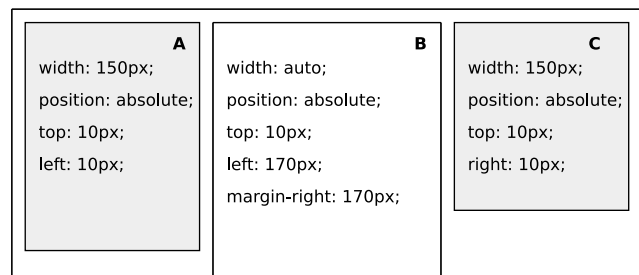 A
width: 150px;
position: absolute;
top: 10px;
left: 10px;
B
width: auto;
position: absolute;
top: 10px;
left: 170px;
margin-right: 170px;
C
width: 150px;
position: absolute;
top: 10px;
right: 10px;